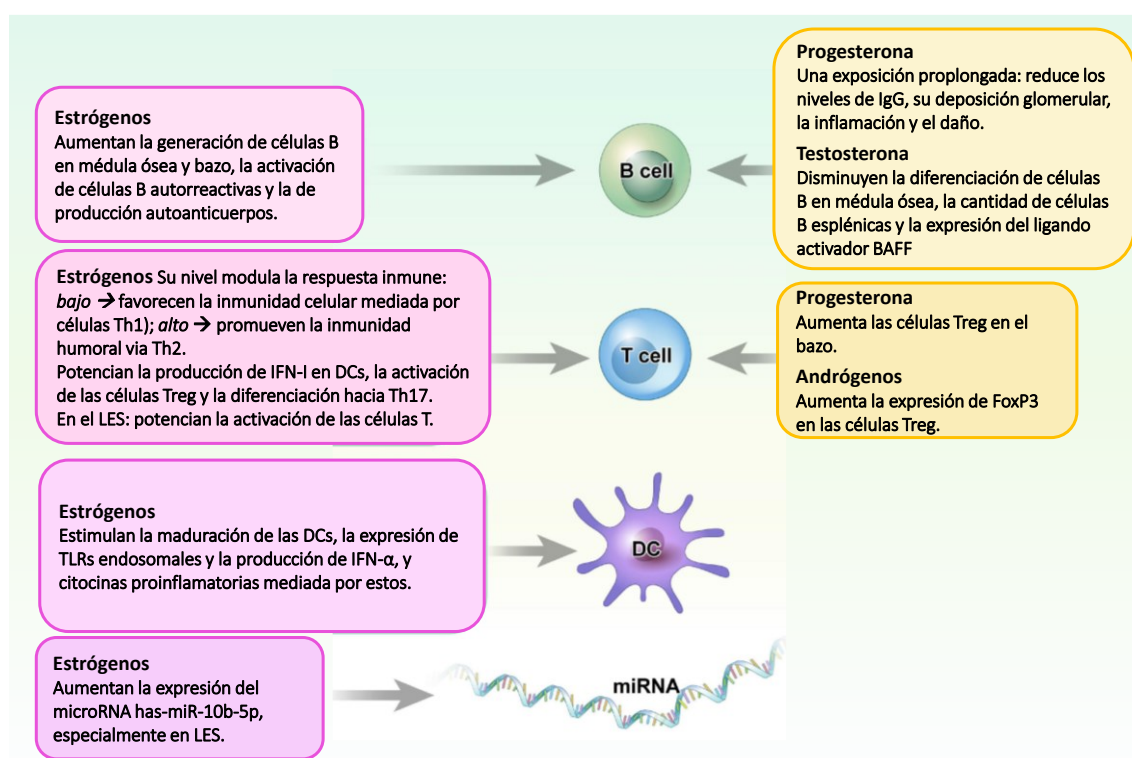 Estrógenos
Aumentan la generación de células B
en médula ósea y bazo, la activación
de células B autorreactivas y la de
producción autoanticuerpos.
B cell
Progesterona
Una exposición proplongada: reduce los
niveles de IgG, su deposición glomerular,
la inflamación y el daño.
Testosterona
Disminuyen la diferenciación de células
B en médula ósea, la cantidad de células
B esplénicas y la expresión del ligando
activador BAFF
Estrógenos Su nivel modula la respuesta inmune:
bajo → favorecen la inmunidad celular mediada por
células Th1); alto → promueven la inmunidad
humoral via Th2.
Potencian la producción de IFN-I en DCs, la activación
de las células Treg y la diferenciación hacia Th17.
En el LES: potencian la activación de las células T.
T cell
Progesterona
Aumenta las células Treg en el
bazo.
Andrógenos
Aumenta la expresión de FoxP3
en las células Treg.
Estrógenos
Estimulan la maduración de las DCs, la expresión de
TLRs endosomales y la producción de IFN-α, y
citocinas proinflamatorias mediada por estos.
DC
Estrógenos
Aumentan la expresión del
microRNA has-miR-10b-5p,
especialmente en LES.
miRNA